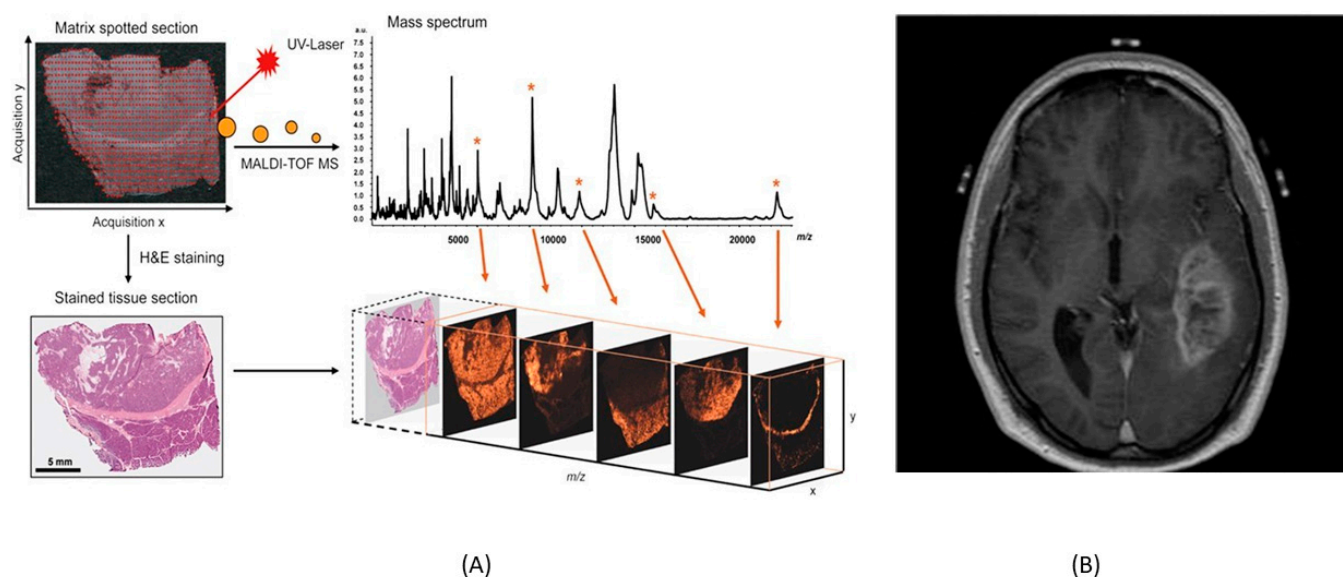 Matrix spotted section
Acquisition y
Acquisition x
UV-Laser
MALDI-TOF MS
H&E staining
Stained tissue section
5 mm
Mass spectrum
a.u.
7.5
7.0
6.5
6.0
5.5
5.0
4.5
4.0
3.5
3.0
2.5
2.0
1.5
1.0
0.5
0.0
5000
10000
15000
20000
m/z
* * * * *
m/z
x
y
(A)
B
(B)